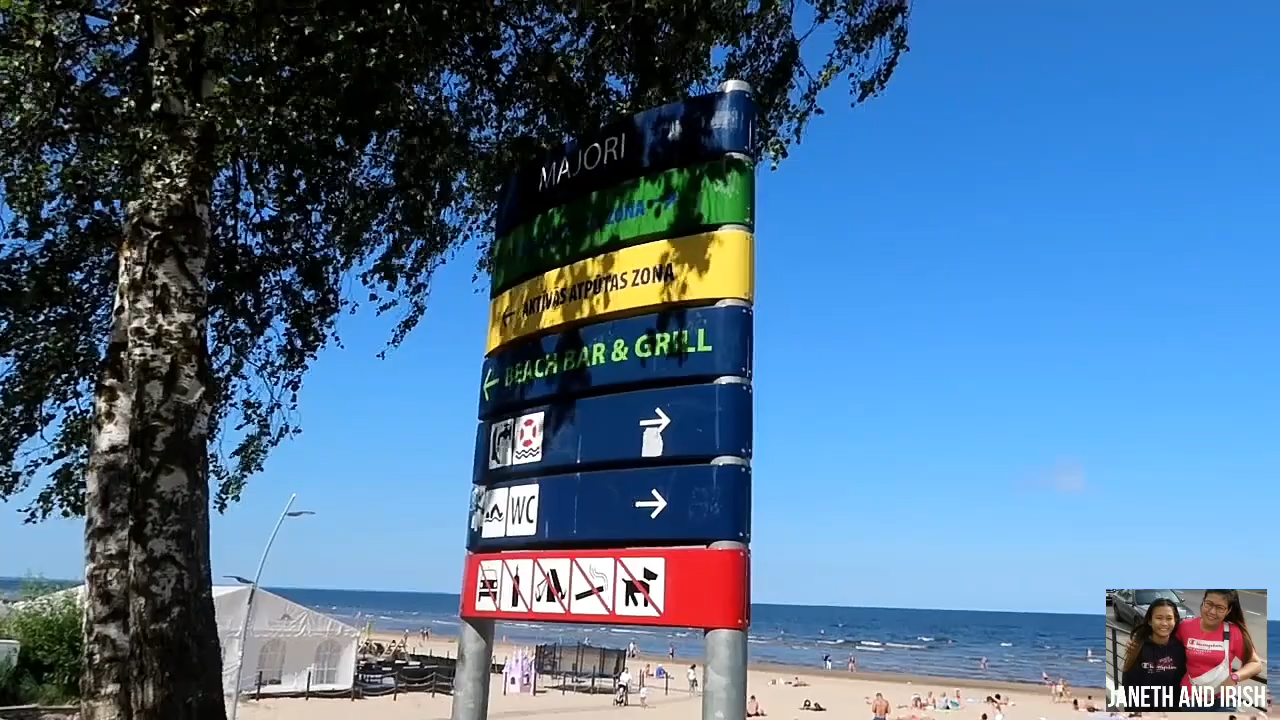 MAJORI
ZONA →
← AKTĪVĀS ATPŪTAS ZONA
← BEACH BAR & GRILL
→
WC →
JANETH AND IRISH